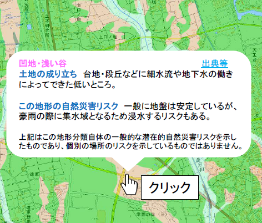 凹地・浅い谷 出典等
土地の成り立ち 台地・段丘などに細水流や地下水の働き
によってできた低いところ。
この地形の自然災害リスク 一般に地盤は安定しているが、
豪雨の際に集水域となるため浸水するリスクもある。
上記はこの地形分類自体の一般的な潜在的自然災害リスクを示し
たものであり、個別の場所のリスクを示しているものではありません。
クリック